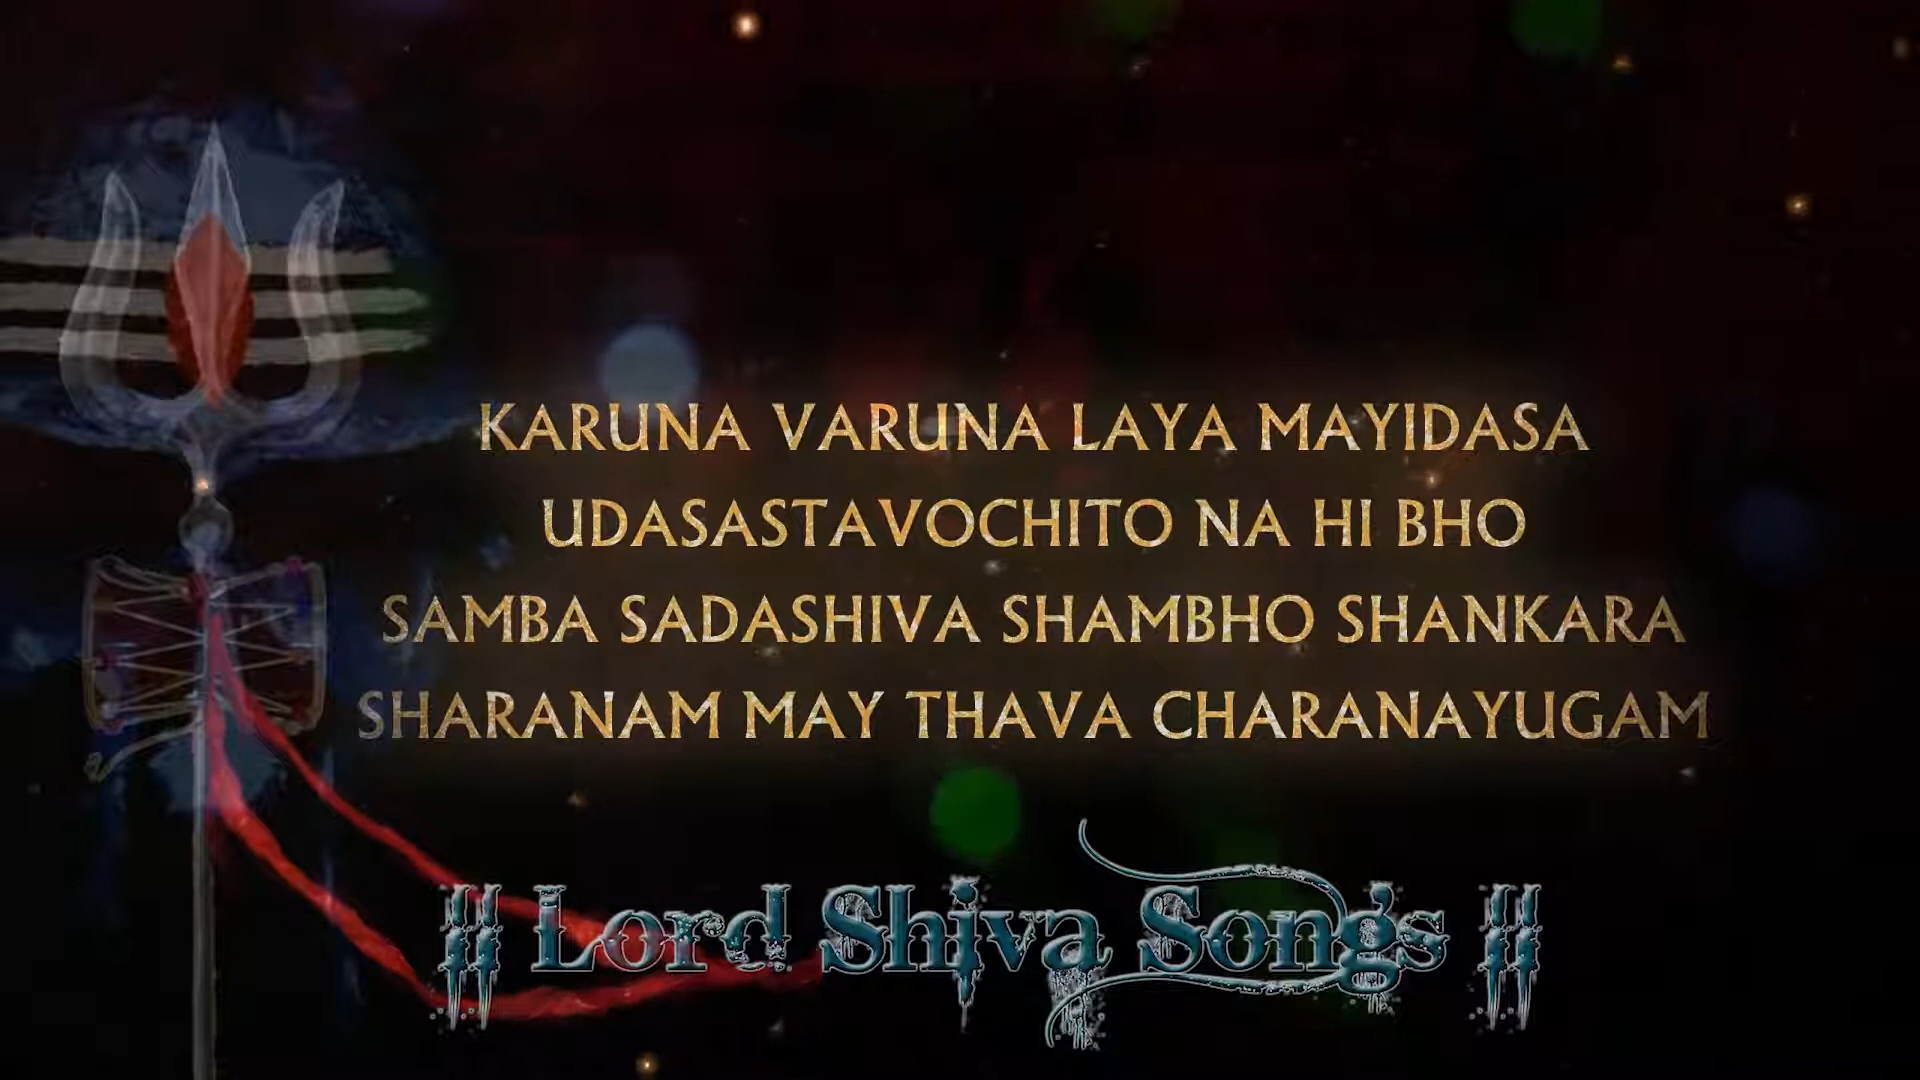 KARUNA VARUNA LAYA MAYIDASA
UDASASTAVOCHITO NA HI BHO
SAMBA SADASHIVA SHAMBHO SHANKARA
SHARANAM MAY THAVA CHARANAYUGAM
|| Lord Shiva Songs ||